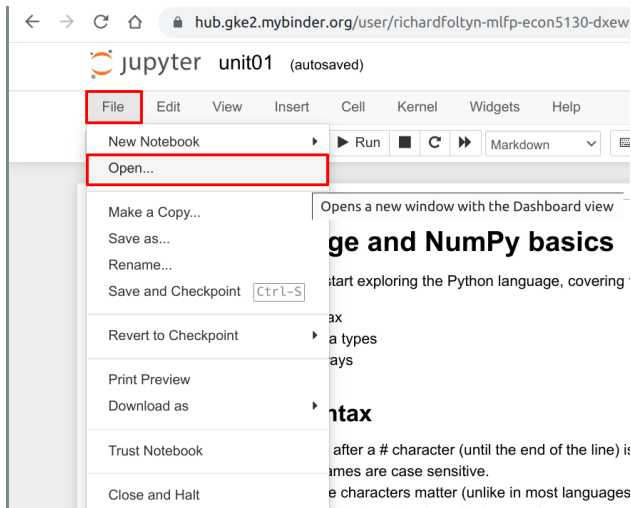 hub.gke2.mybinder.org/user/richardfoltyn-mlfp-econ5130-dxew
jupyter unit01 (autosaved)
File Edit View Insert Cell Kernel Widgets Help
New Notebook
Run Markdown
Open...
Opens a new window with the Dashboard view
Make a Copy...
Save as...
ge and NumPy basics
Rename...
start exploring the Python language, covering
Save and Checkpoint Ctrl-S
ax
Revert to Checkpoint
a types
ays
Print Preview
Download as
ntax
Trust Notebook
after a # character (until the end of the line) is
ames are case sensitive.
Close and Halt
e characters matter (unlike in most languages